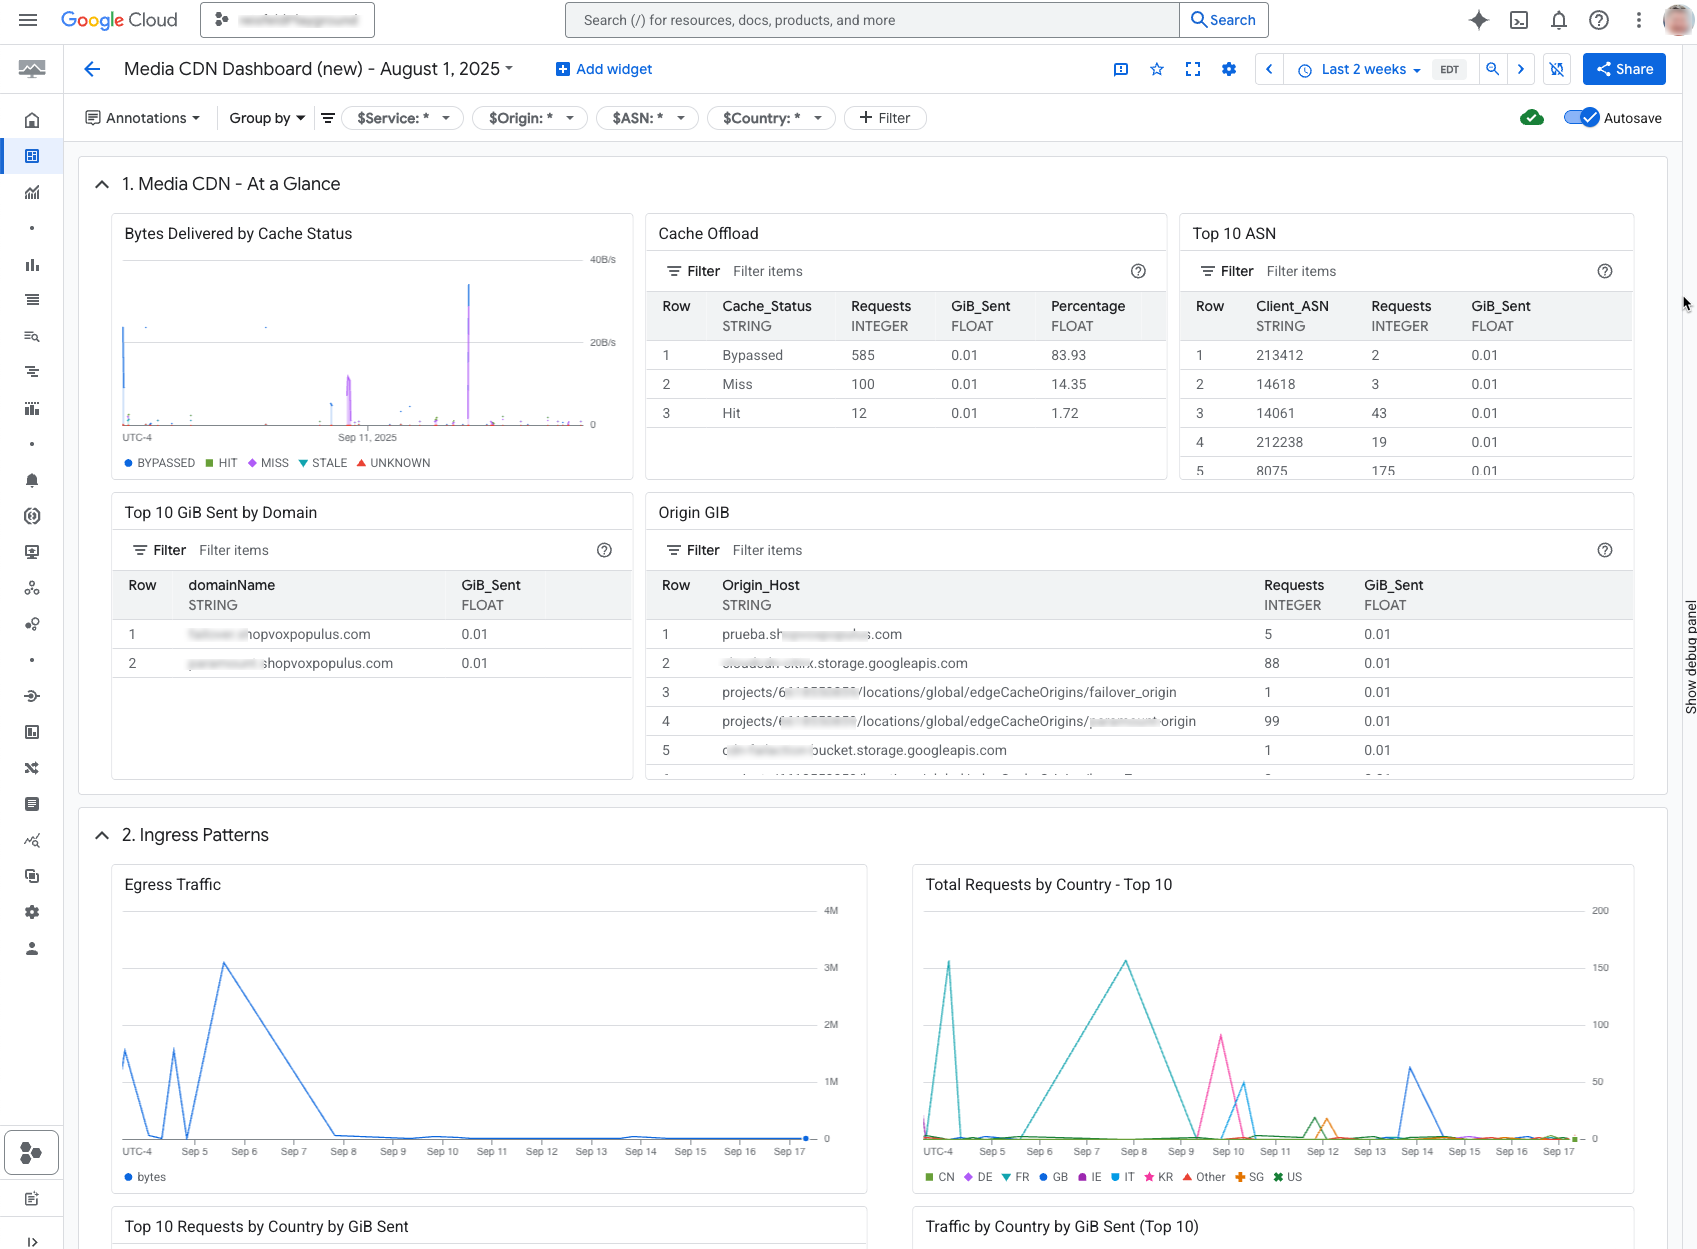 Google Cloud
Search (/) for resources, docs, products, and more
Search
Media CDN Dashboard (new) - August 1, 2025
Add widget
Last 2 weeks
EDT
Share
Annotations
Group by
$Service: *
$Origin: *
$ASN: *
$Country: *
Filter
Autosave
1. Media CDN - At a Glance
Bytes Delivered by Cache Status
40B/s
20B/s
0
UTC-4
Sep 11, 2025
BYPASSED HIT MISS STALE UNKNOWN
Cache Offload
Filter Filter items
Row Cache_Status Requests GiB_Sent Percentage
STRING INTEGER FLOAT FLOAT
1 Bypassed 585 0.01 83.93
2 Miss 100 0.01 14.35
3 Hit 12 0.01 1.72
Top 10 ASN
Filter Filter items
Row Client_ASN Requests GiB_Sent
STRING INTEGER FLOAT
1 213412 2 0.01
2 14618 3 0.01
3 14061 43 0.01
4 212238 19 0.01
5 8075 175 0.01
Top 10 GiB Sent by Domain
Filter Filter items
Row domainName GiB_Sent
STRING FLOAT
1 hopvoxpopulus.com 0.01
2 shopvoxpopulus.com 0.01
Origin GIB
Filter Filter items
Row Origin_Host Requests GiB_Sent
STRING INTEGER FLOAT
1 prueba.sh .com 5 0.01
2 .storage.googleapis.com 88 0.01
3 projects/6 /locations/global/edgeCacheOrigins/failover_origin 1 0.01
4 projects/ /locations/global/edgeCacheOrigins/ origin 99 0.01
5 bucket.storage.googleapis.com 1 0.01
Show debug panel
2. Ingress Patterns
Egress Traffic
4M
3M
2M
1M
0
UTC-4 Sep 5 Sep 6 Sep 7 Sep 8 Sep 9 Sep 10 Sep 11 Sep 12 Sep 13 Sep 14 Sep 15 Sep 16 Sep 17
bytes
Total Requests by Country - Top 10
200
150
100
50
0
UTC-4 Sep 5 Sep 6 Sep 7 Sep 8 Sep 9 Sep 10 Sep 11 Sep 12 Sep 13 Sep 14 Sep 15 Sep 16 Sep 17
CN DE FR GB IE IT KR Other SG US
Top 10 Requests by Country by GiB Sent
Traffic by Country by GiB Sent (Top 10)